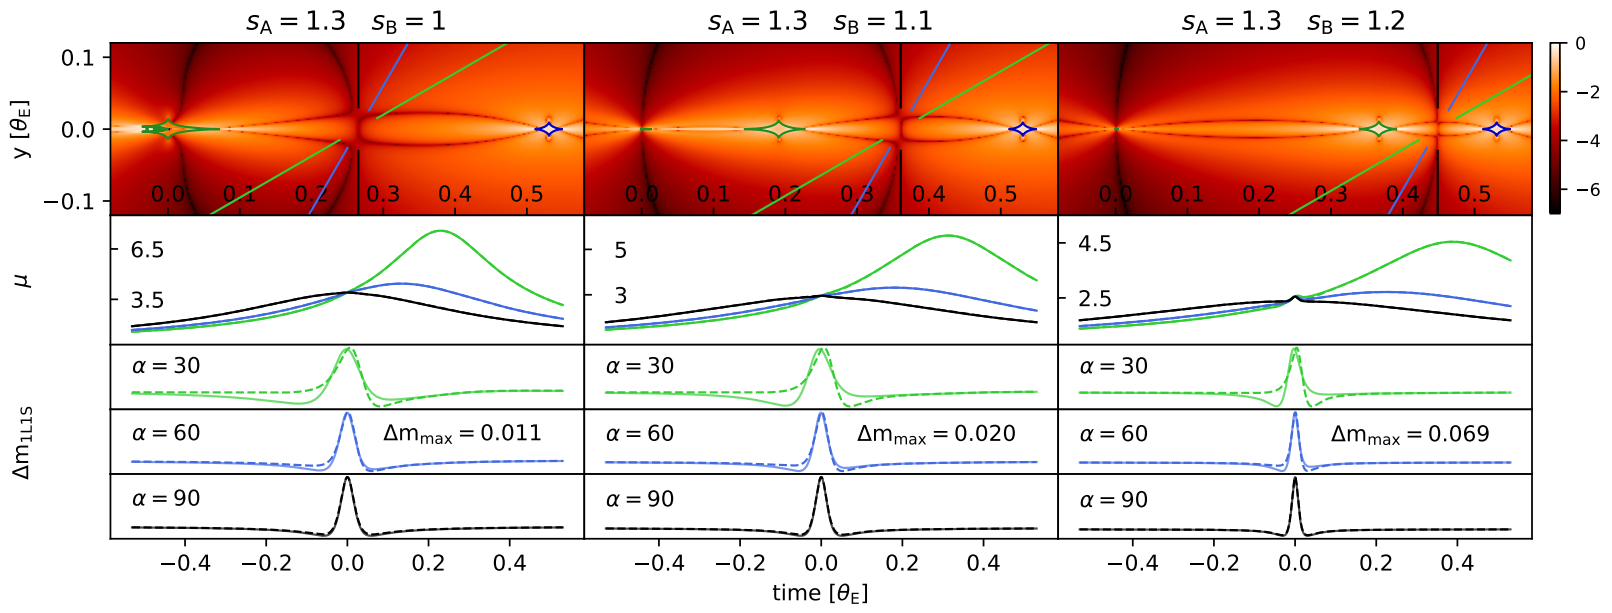 s_A = 1.3 s_B = 1
s_A = 1.3 s_B = 1.1
s_A = 1.3 s_B = 1.2
y [θ_E]
0.1
0.0
−0.1
0.0 0.1 0.2 0.3 0.4 0.5
0.0 0.1 0.2 0.3 0.4 0.5
0.0 0.1 0.2 0.3 0.4 0.5
0
−2
−4
−6
μ
6.5
3.5
5
3
4.5
2.5
Δm_1L1S
α = 30
α = 30
α = 30
α = 60 Δm_max = 0.011
α = 60 Δm_max = 0.020
α = 60 Δm_max = 0.069
α = 90
α = 90
α = 90
−0.4 −0.2 0.0 0.2 0.4
−0.4 −0.2 0.0 0.2 0.4
−0.4 −0.2 0.0 0.2 0.4
time [θ_E]